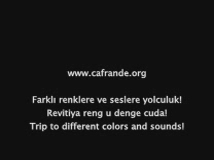 www.cafrande.org
Farklı renklere ve seslere yolculuk!
Revitiya reng u denge cuda!
Trip to different colors and sounds!